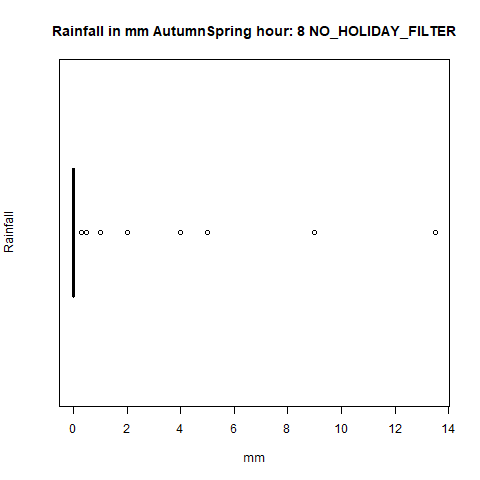 Rainfall in mm AutumnSpring hour: 8 NO_HOLIDAY_FILTER
Rainfall
0 2 4 6 8 10 12 14
mm